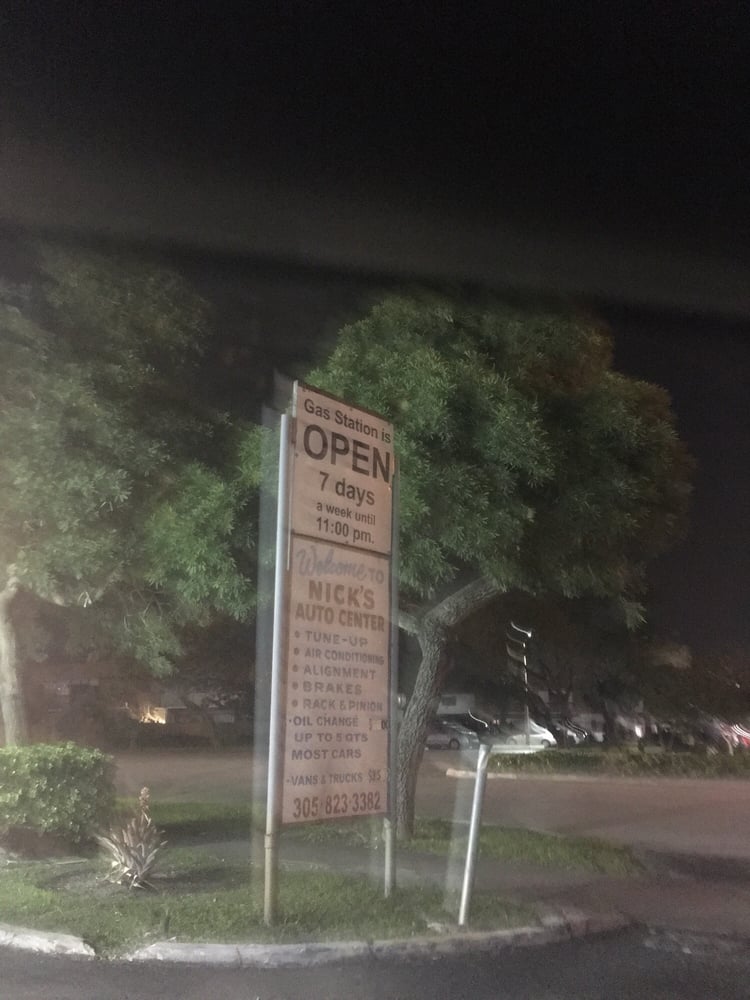 Gas Station is
OPEN
7 days
a week until
11:00 pm.
Welcome TO
NICK'S
AUTO CENTER
• TUNE-UP
• AIR CONDITIONING
• ALIGNMENT
• BRAKES
• RACK & PINION
•OIL CHANGE $
UP TO 5 QTS
MOST CARS
-VANS & TRUCKS
305•823•3382